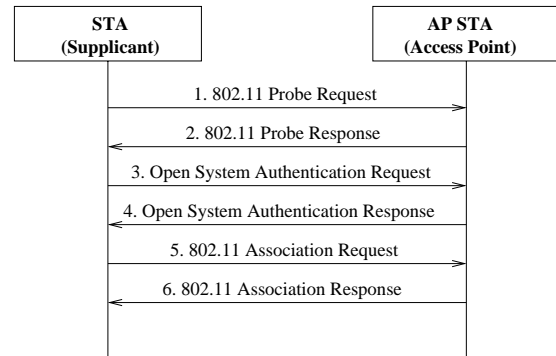 STA
(Supplicant)
AP STA
(Access Point)
1. 802.11 Probe Request
2. 802.11 Probe Response
3. Open System Authentication Request
4. Open System Authentication Response
5. 802.11 Association Request
6. 802.11 Association Response